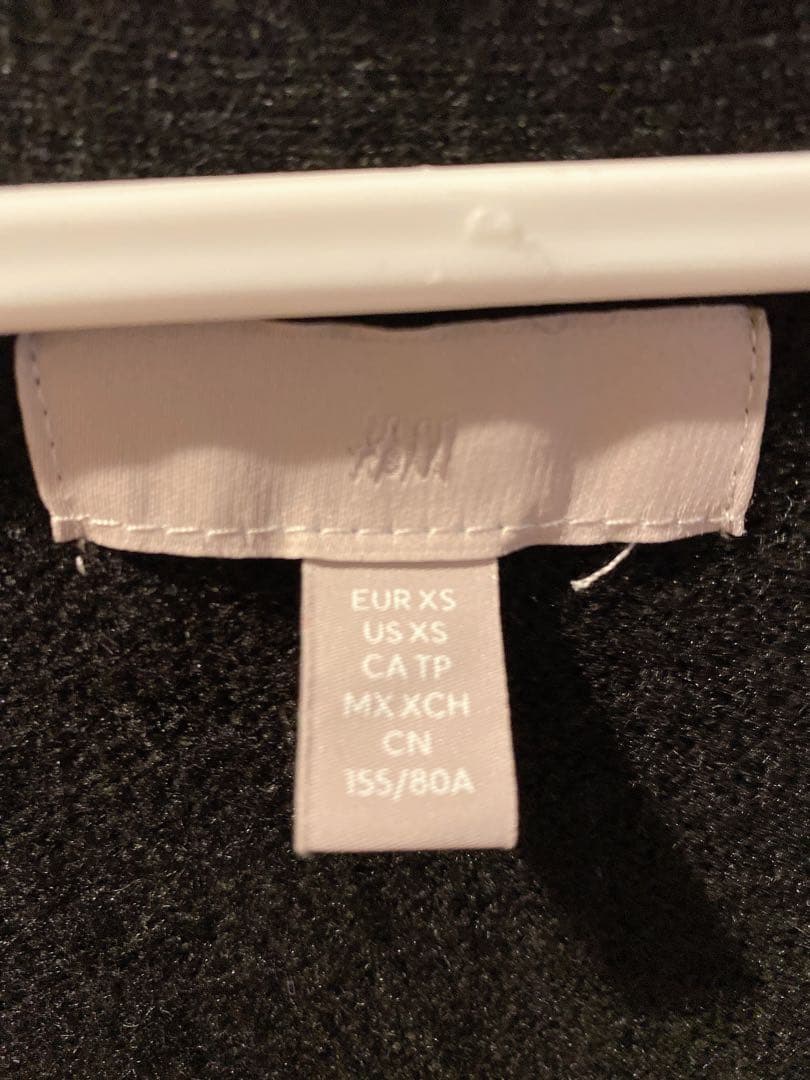 H&M
EUR XS
US XS
CA TP
MX XCH
CN
155/80A